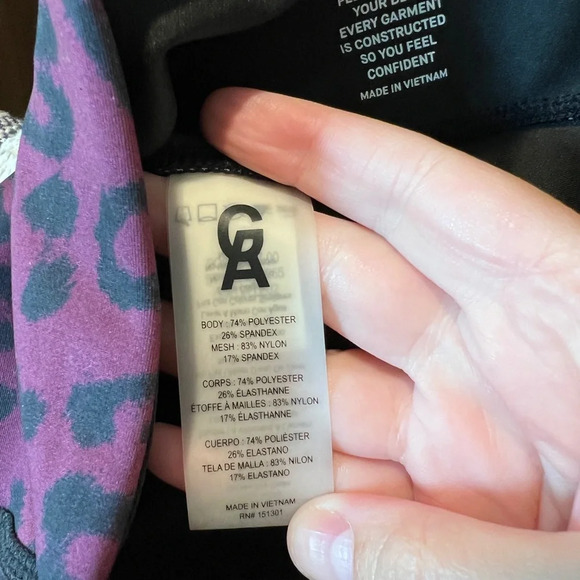 YOUR
EVERY GARMENT
IS CONSTRUCTED
SO YOU FEEL
CONFIDENT
MADE IN VIETNAM
GA
BODY : 74% POLYESTER
26% SPANDEX
MESH : 83% NYLON
17% SPANDEX
CORPS : 74% POLYESTER
26% ÉLASTHANNE
ÉTOFFE À MAILLES : 83% NYLON
17% ÉLASTHANNE
CUERPO : 74% POLIÉSTER
26% ELASTANO
TELA DE MALLA : 83% NILON
17% ELASTANO
MADE IN VIETNAM
RN# 151301